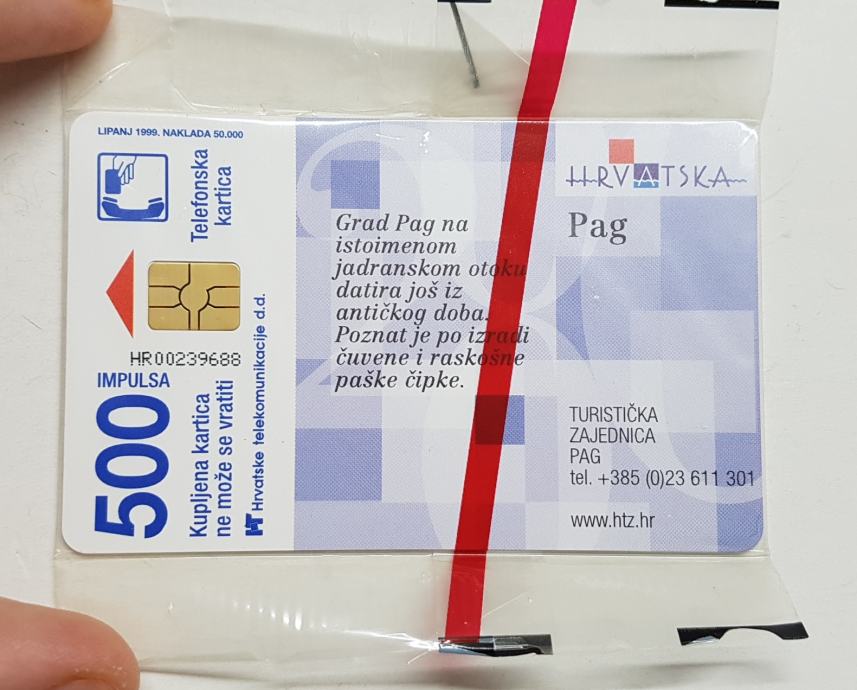 LIPANJ 1999. NAKLADA 50.000
Telefonska
kartica
HR00239688
IMPULSA
500
Kupljena kartica
ne može se vratiti
HT Hrvatske telekomunikacije d.d.
Grad Pag na
istoimenom
jadranskom otoku
datira još iz
antičkog doba.
Poznat je po izradi
čuvene i raskošne
paške čipke.
HRVATSKA
Pag
TURISTIČKA
ZAJEDNICA
PAG
tel. +385 (0)23 611 301
www.htz.hr